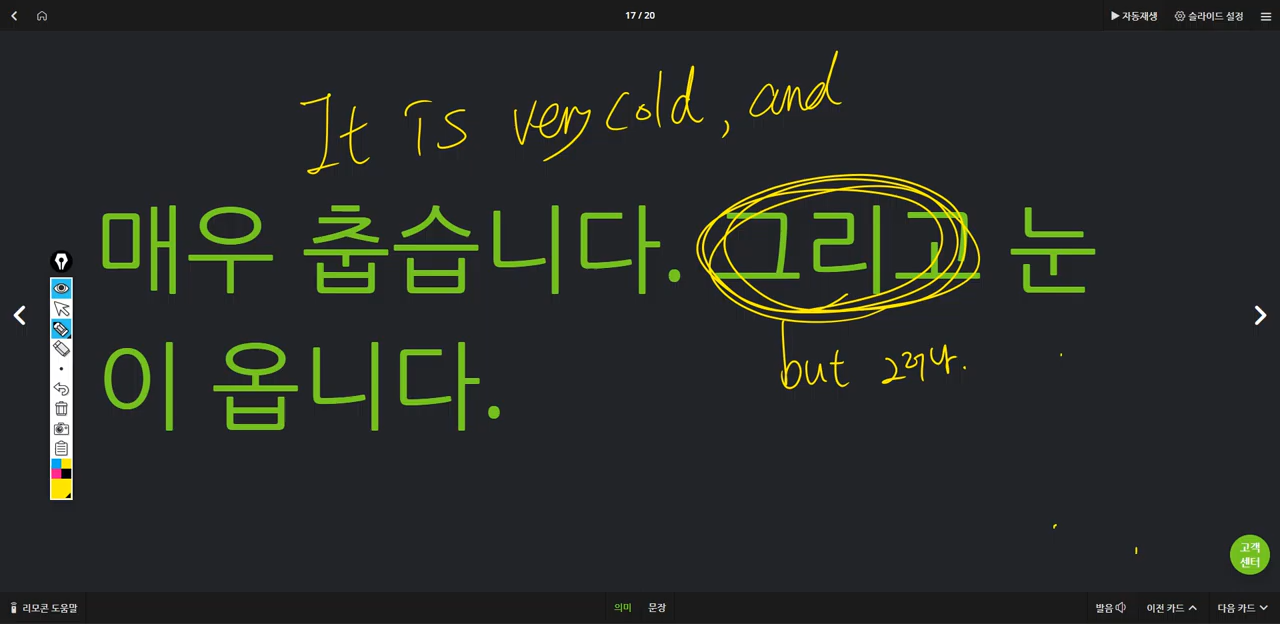 17 / 20
자동재생
슬라이드 설정
It is very cold, and
매우 춥습니다. 그리고 눈
이 옵니다.
but 그러나.
고객
센터
리모콘 도움말
의미
문장
발음
이전 카드
다음 카드